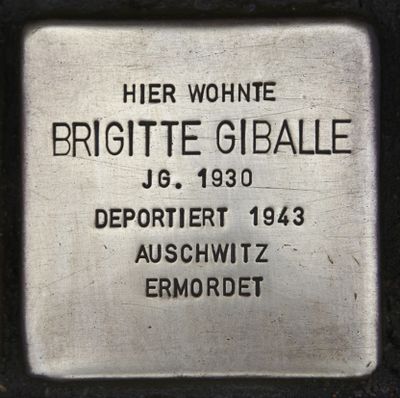 HIER WOHNTE
BRIGITTE GIBALLE
JG. 1930
DEPORTIERT 1943
AUSCHWITZ
ERMORDET